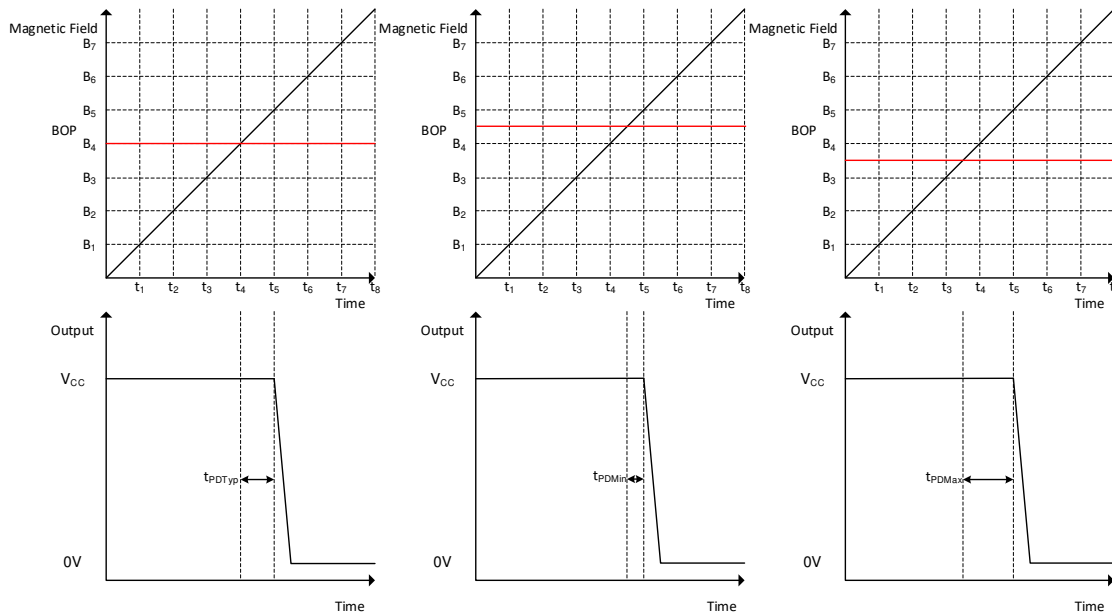 Magnetic Field
B7
B6
B5
BOP
B4
B3
B2
B1
t1 t2 t3 t4 t5 t6 t7 t8
Time
Magnetic Field
B7
B6
B5
BOP
B4
B3
B2
B1
t1 t2 t3 t4 t5 t6 t7 t8
Time
Magnetic Field
B7
B6
B5
BOP
B4
B3
B2
B1
t1 t2 t3 t4 t5 t6 t7 t
Time
Output
VCC
tPDTyp
0V
Time
Output
VCC
tPDMin
0V
Time
Output
VCC
tPDMax
0V
Time